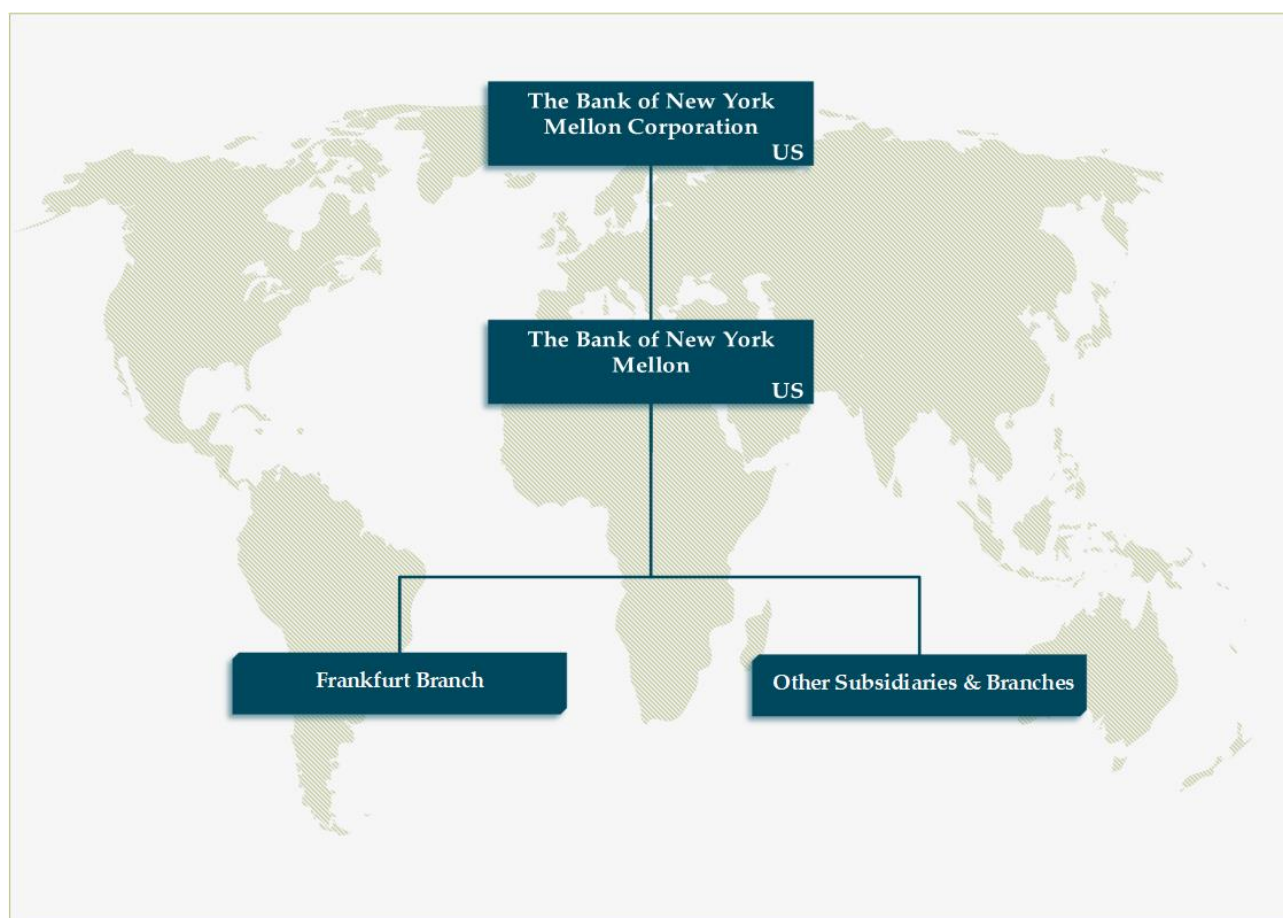 The Bank of New York
Mellon Corporation
US
The Bank of New York
Mellon
US
Frankfurt Branch
Other Subsidiaries & Branches